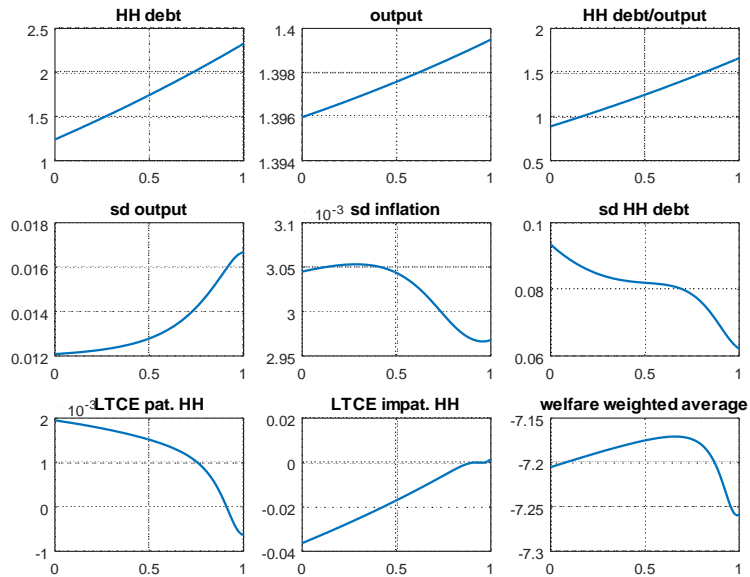 HH debt
2.5
2
1.5
1
0 0.5 1
output
1.4
1.398
1.396
1.394
0 0.5 1
HH debt/output
2
1.5
1
0.5
0 0.5 1
sd output
0.018
0.016
0.014
0.012
0 0.5 1
10-3 sd inflation
3.1
3.05
3
2.95
0 0.5 1
sd HH debt
0.1
0.08
0.06
0 0.5 1
10-3 LTCE pat. HH
2
1
0
-1
0 0.5 1
LTCE impat. HH
0.02
0
-0.02
-0.04
0 0.5 1
welfare weighted average
-7.15
-7.2
-7.25
-7.3
0 0.5 1